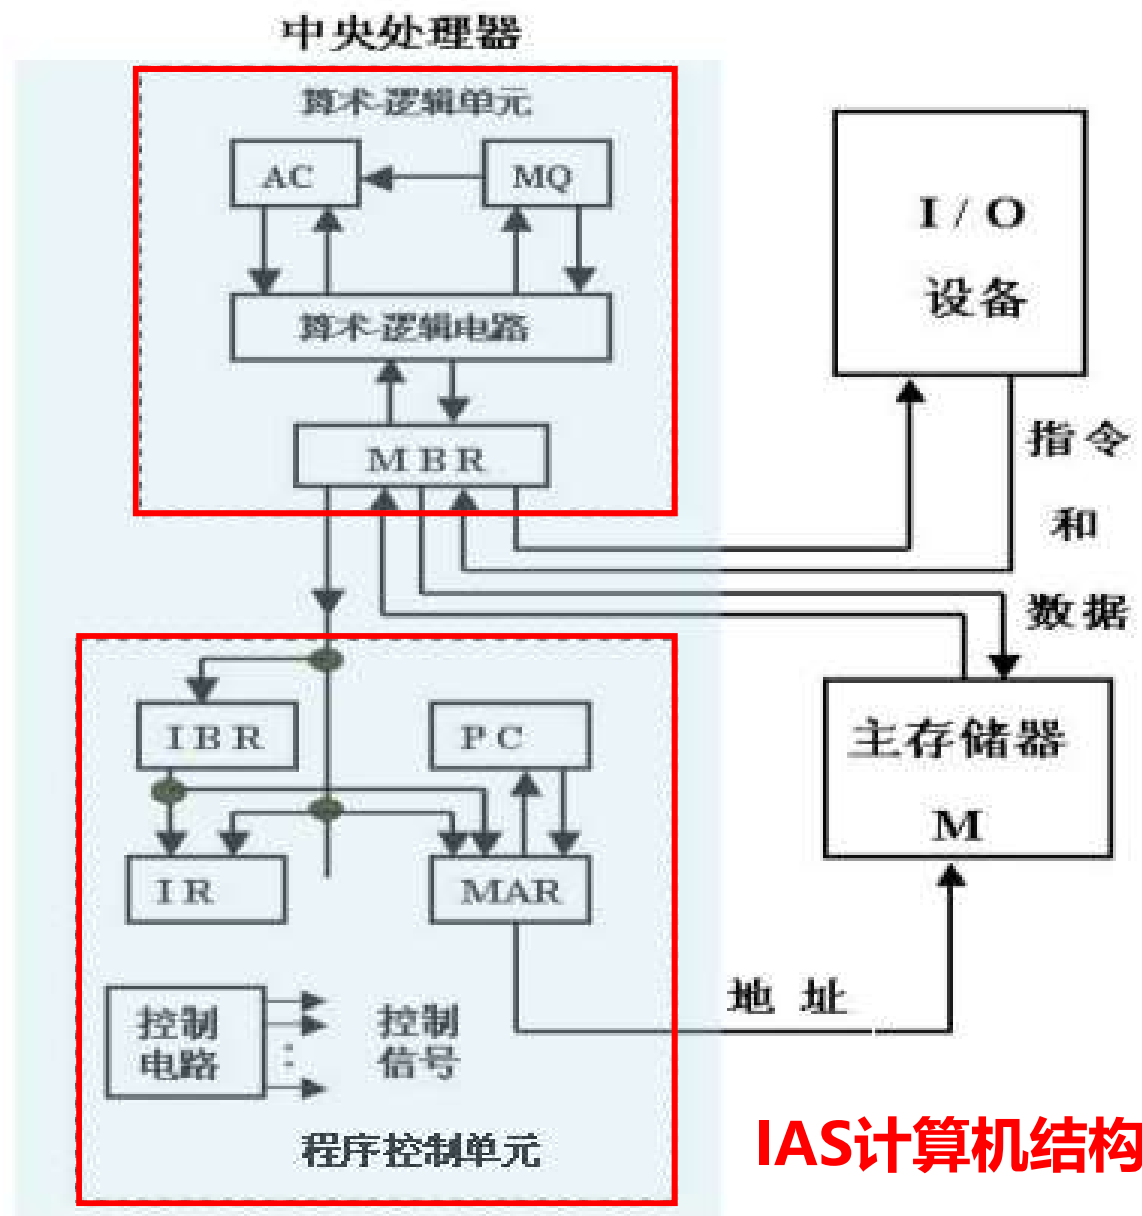 中央处理器
算术-逻辑单元
AC
MQ
算术-逻辑电路
MBR
I/O
设备
指令
和
数据
IBR
PC
IR
MAR
主存储器
M
地址
控制
电路
控制
信号
程序控制单元
IAS计算机结构